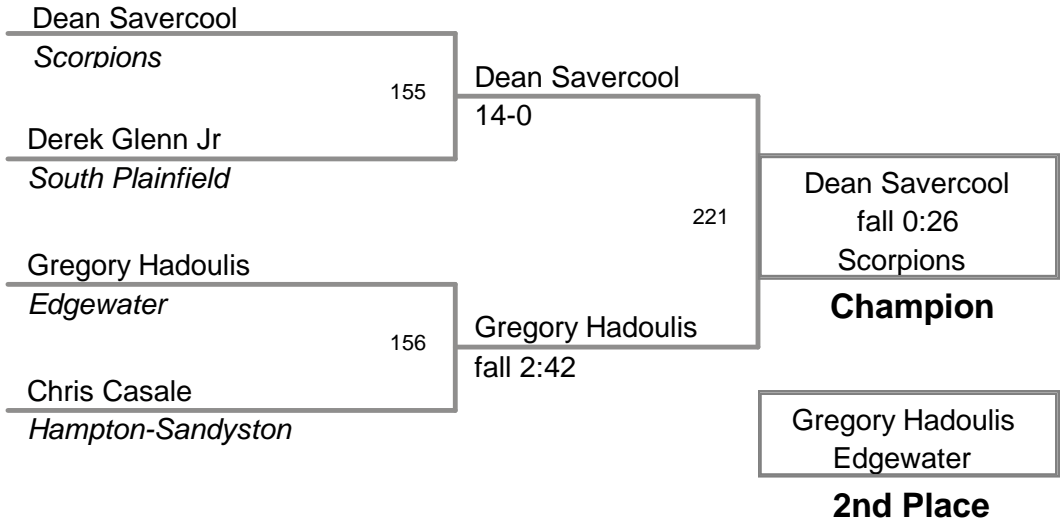 Dean Savercool
Scorpions
155
Dean Savercool
14-0
Derek Glenn Jr
South Plainfield
221
Dean Savercool
fall 0:26
Scorpions
Champion
Gregory Hadoulis
Edgewater
156
Gregory Hadoulis
fall 2:42
Chris Casale
Hampton-Sandyston
Gregory Hadoulis
Edgewater
2nd Place